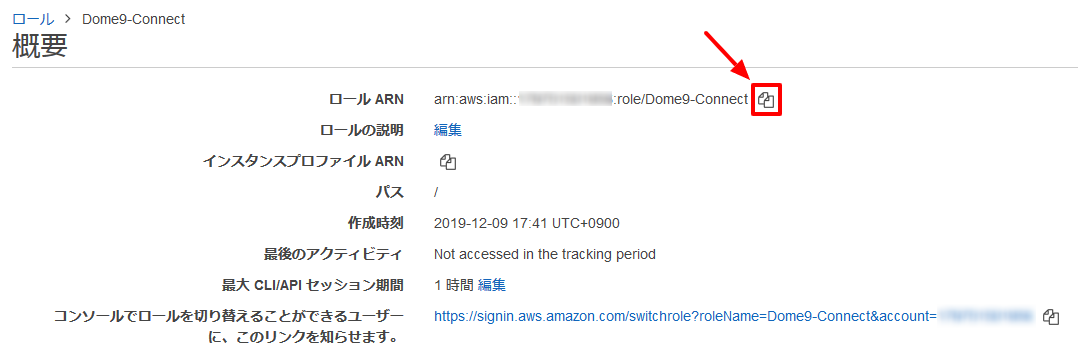 ロール > Dome9-Connect
概要
ロール ARN arn:aws:iam:: :role/Dome9-Connect
ロールの説明 編集
インスタンスプロファイル ARN
パス /
作成時刻 2019-12-09 17:41 UTC+0900
最後のアクティビティ Not accessed in the tracking period
最大 CLI/API セッション期間 1 時間 編集
コンソールでロールを切り替えることができるユーザー https://signin.aws.amazon.com/switchrole?roleName=Dome9-Connect&account=
に、このリンクを知らせます。